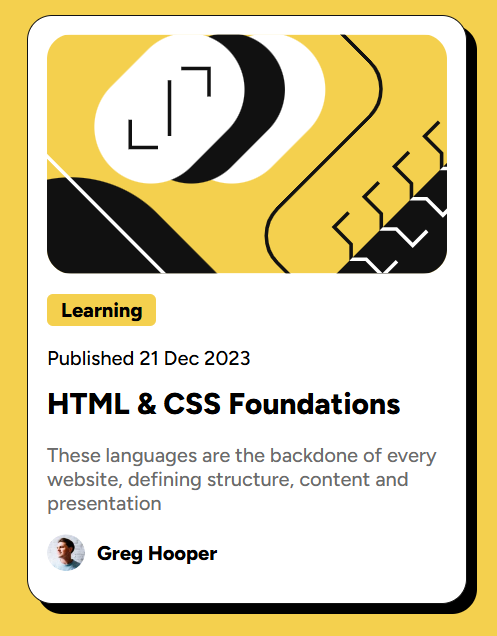 Learning
Published 21 Dec 2023
HTML & CSS Foundations
These languages are the backdone of every
website, defining structure, content and
presentation
Greg Hooper